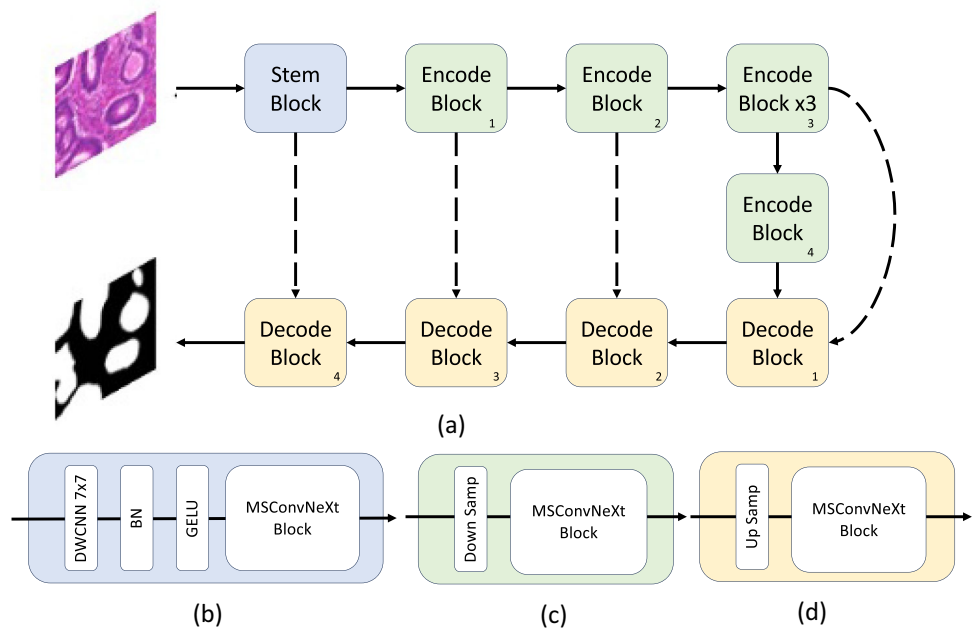 Stem
Block
Encode
Block
1
Encode
Block
2
Encode
Block x3
3
Encode
Block
4
Decode
Block
4
Decode
Block
3
Decode
Block
2
Decode
Block
1
(a)
DWCNN 7x7
BN
GELU
MSConvNeXt
Block
Down Samp
MSConvNeXt
Block
Up Samp
MSConvNeXt
Block
(b)
(c)
(d)